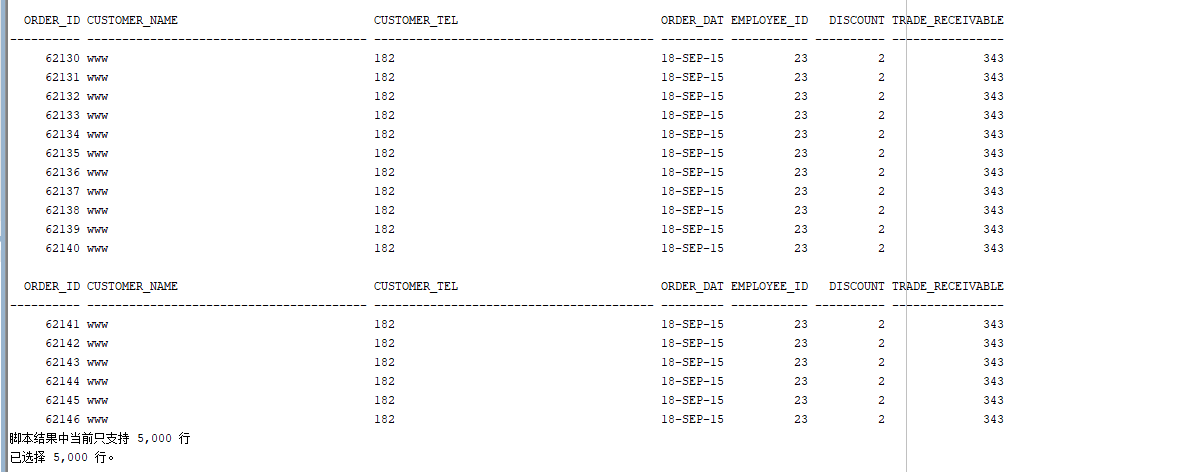 ORDER_ID CUSTOMER_NAME CUSTOMER_TEL ORDER_DAT EMPLOYEE_ID DISCOUNT TRADE_RECEIVABLE
---------- ---------------------------------------- ---------------------------------------- --------- ----------- ---------- ----------------
62130 www 182 18-SEP-15 23 2 343
62131 www 182 18-SEP-15 23 2 343
62132 www 182 18-SEP-15 23 2 343
62133 www 182 18-SEP-15 23 2 343
62134 www 182 18-SEP-15 23 2 343
62135 www 182 18-SEP-15 23 2 343
62136 www 182 18-SEP-15 23 2 343
62137 www 182 18-SEP-15 23 2 343
62138 www 182 18-SEP-15 23 2 343
62139 www 182 18-SEP-15 23 2 343
62140 www 182 18-SEP-15 23 2 343
ORDER_ID CUSTOMER_NAME CUSTOMER_TEL ORDER_DAT EMPLOYEE_ID DISCOUNT TRADE_RECEIVABLE
---------- ---------------------------------------- ---------------------------------------- --------- ----------- ---------- ----------------
62141 www 182 18-SEP-15 23 2 343
62142 www 182 18-SEP-15 23 2 343
62143 www 182 18-SEP-15 23 2 343
62144 www 182 18-SEP-15 23 2 343
62145 www 182 18-SEP-15 23 2 343
62146 www 182 18-SEP-15 23 2 343
脚本结果中当前只支持 5,000 行
已选择 5,000 行。